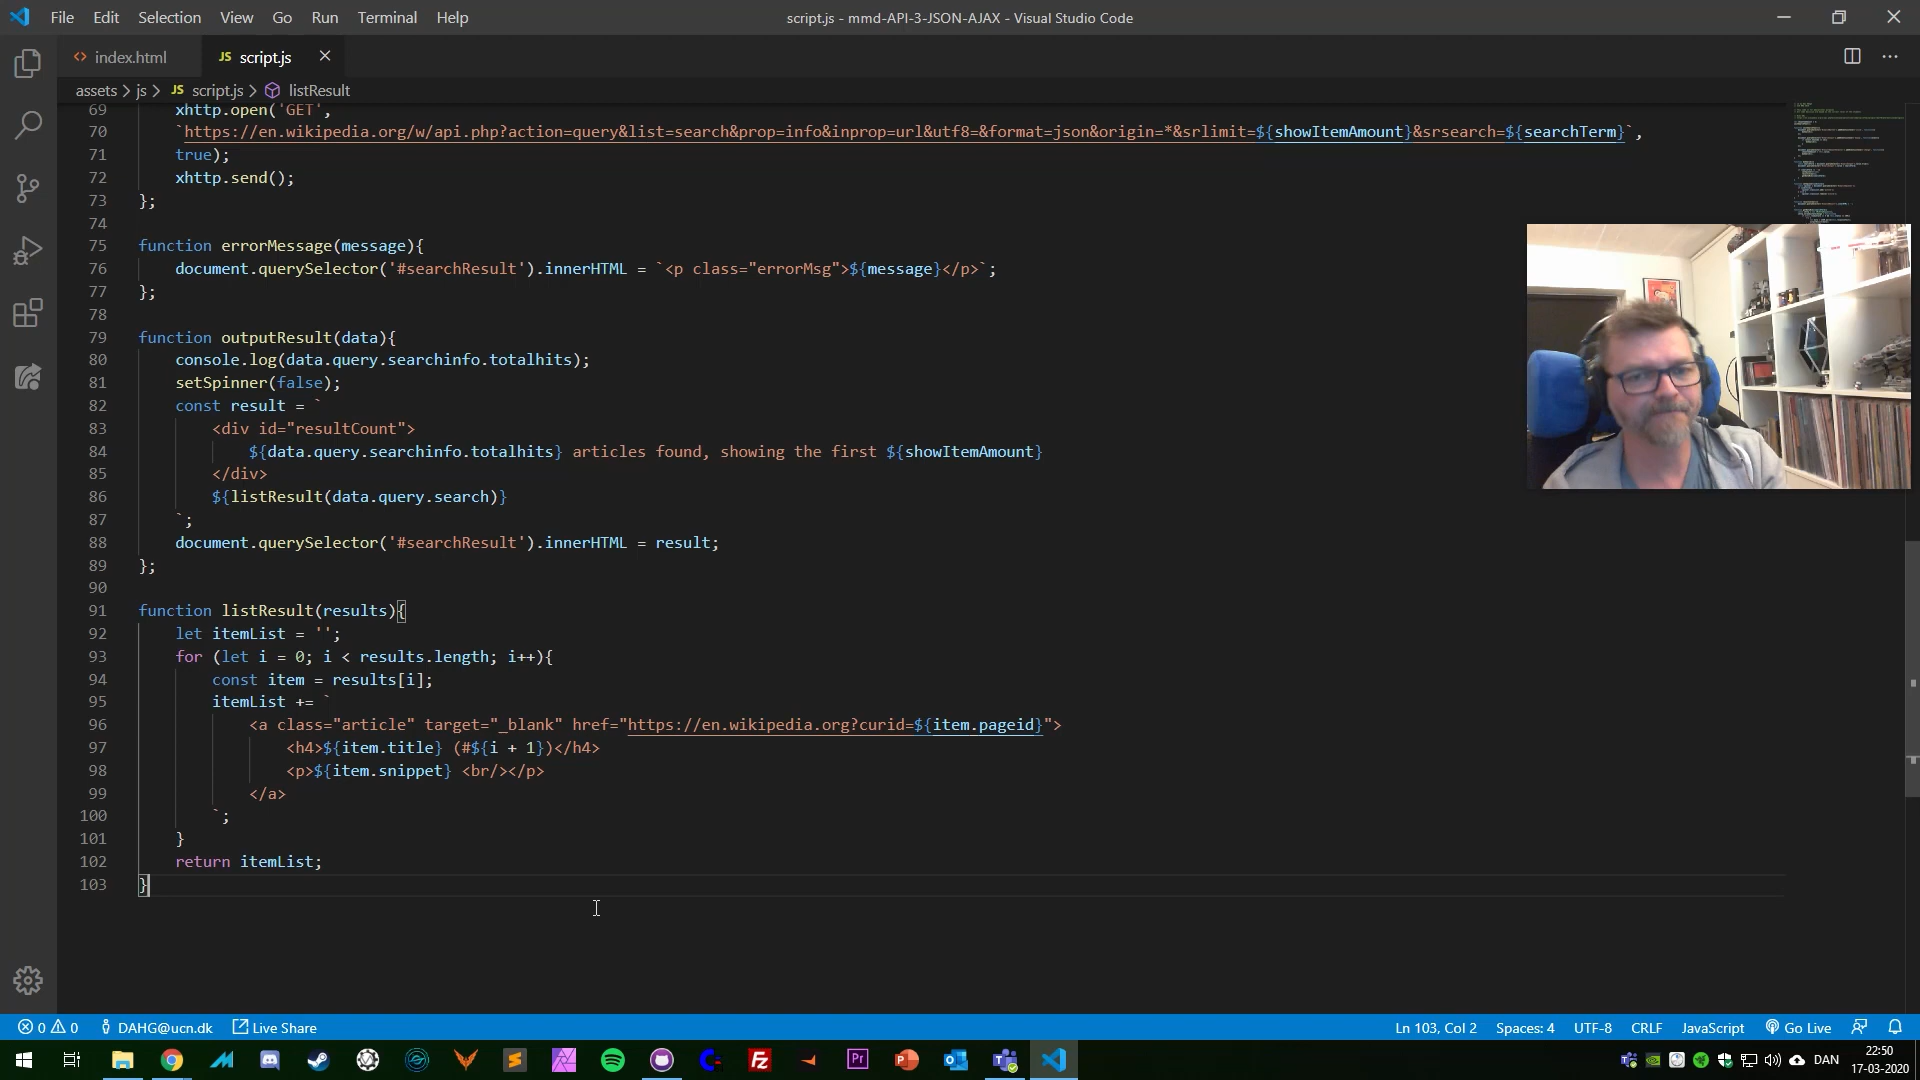 File Edit Selection View Go Run Terminal Help
script.js - mmd-API-3-JSON-AJAX - Visual Studio Code
<> index.html JS script.js
assets > js > JS script.js > listResult
69 xhttp.open('GET',
70 `https://en.wikipedia.org/w/api.php?action=query&list=search&prop=info&inprop=url&utf8=&format=json&origin=*&srlimit=${showItemAmount}&srsearch=${searchTerm}`,
71 true);
72 xhttp.send();
73 };
74
75 function errorMessage(message){
76 document.querySelector('#searchResult').innerHTML = `<p class="errorMsg">${message}</p>`;
77 };
78
79 function outputResult(data){
80 console.log(data.query.searchinfo.totalhits);
81 setSpinner(false);
82 const result = `
83 <div id="resultCount">
84 ${data.query.searchinfo.totalhits} articles found, showing the first ${showItemAmount}
85 </div>
86 ${listResult(data.query.search)}
87 `;
88 document.querySelector('#searchResult').innerHTML = result;
89 };
90
91 function listResult(results){
92 let itemList = '';
93 for (let i = 0; i < results.length; i++){
94 const item = results[i];
95 itemList += `
96 <a class="article" target="_blank" href="https://en.wikipedia.org?curid=${item.pageid}">
97 <h4>${item.title} (#${i + 1})</h4>
98 <p>${item.snippet} <br/></p>
99 </a>
100 `;
101 }
102 return itemList;
103 }
0 0 DAHG@ucn.dk Live Share Ln 103, Col 2 Spaces: 4 UTF-8 CRLF JavaScript Go Live
DAN 22:50
17-03-2020